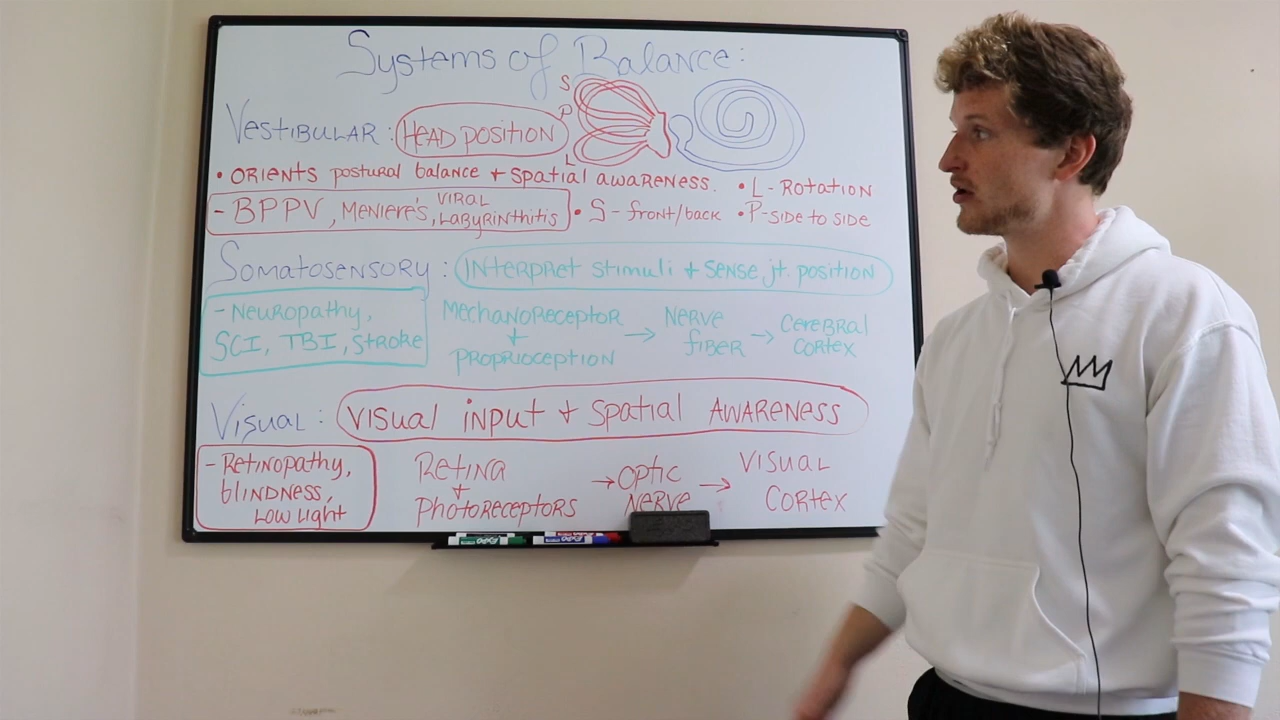 Systems of Balance:
S
P
L
VESTIBULAR: HEAD POSITION
• ORIENTS postural balance + spatial awareness.
- BPPV, MENIERE'S, VIRAL LABYRINTHITIS
• S - front/back
• L - ROTATION
• P - SIDE TO SIDE
SOMATOSENSORY: INTERPRET stimuli + SENSE jt. POSITION
- NEUROPATHY,
SCI, TBI, STROKE
MECHANORECEPTOR
+
PROPRIOCEPTION
→ NERVE
FIBER
→ CEREBRAL
CORTEX
VISUAL: VISUAL INPUT + SPATIAL AWARENESS
- RETINOPATHY,
blINDNESS,
LOW LIGHT
RETINA
+
PHOTORECEPTORS
→ OPTIC
NERVE
→ VISUAL
CORTEX